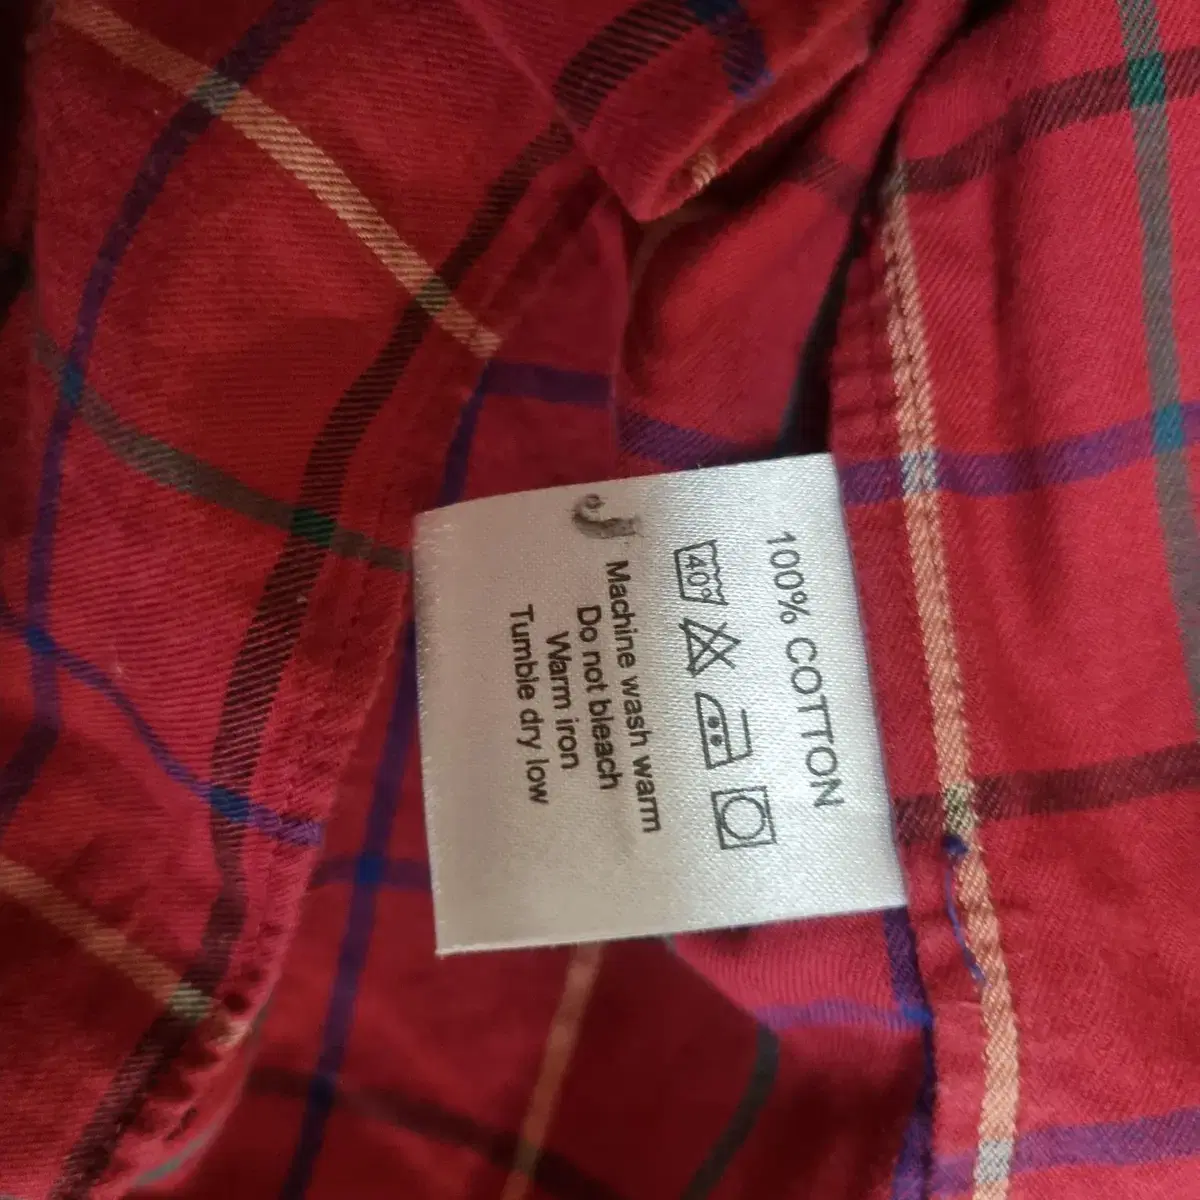 100% COTTON
40°
Machine wash warm
Do not bleach
Warm iron
Tumble dry low